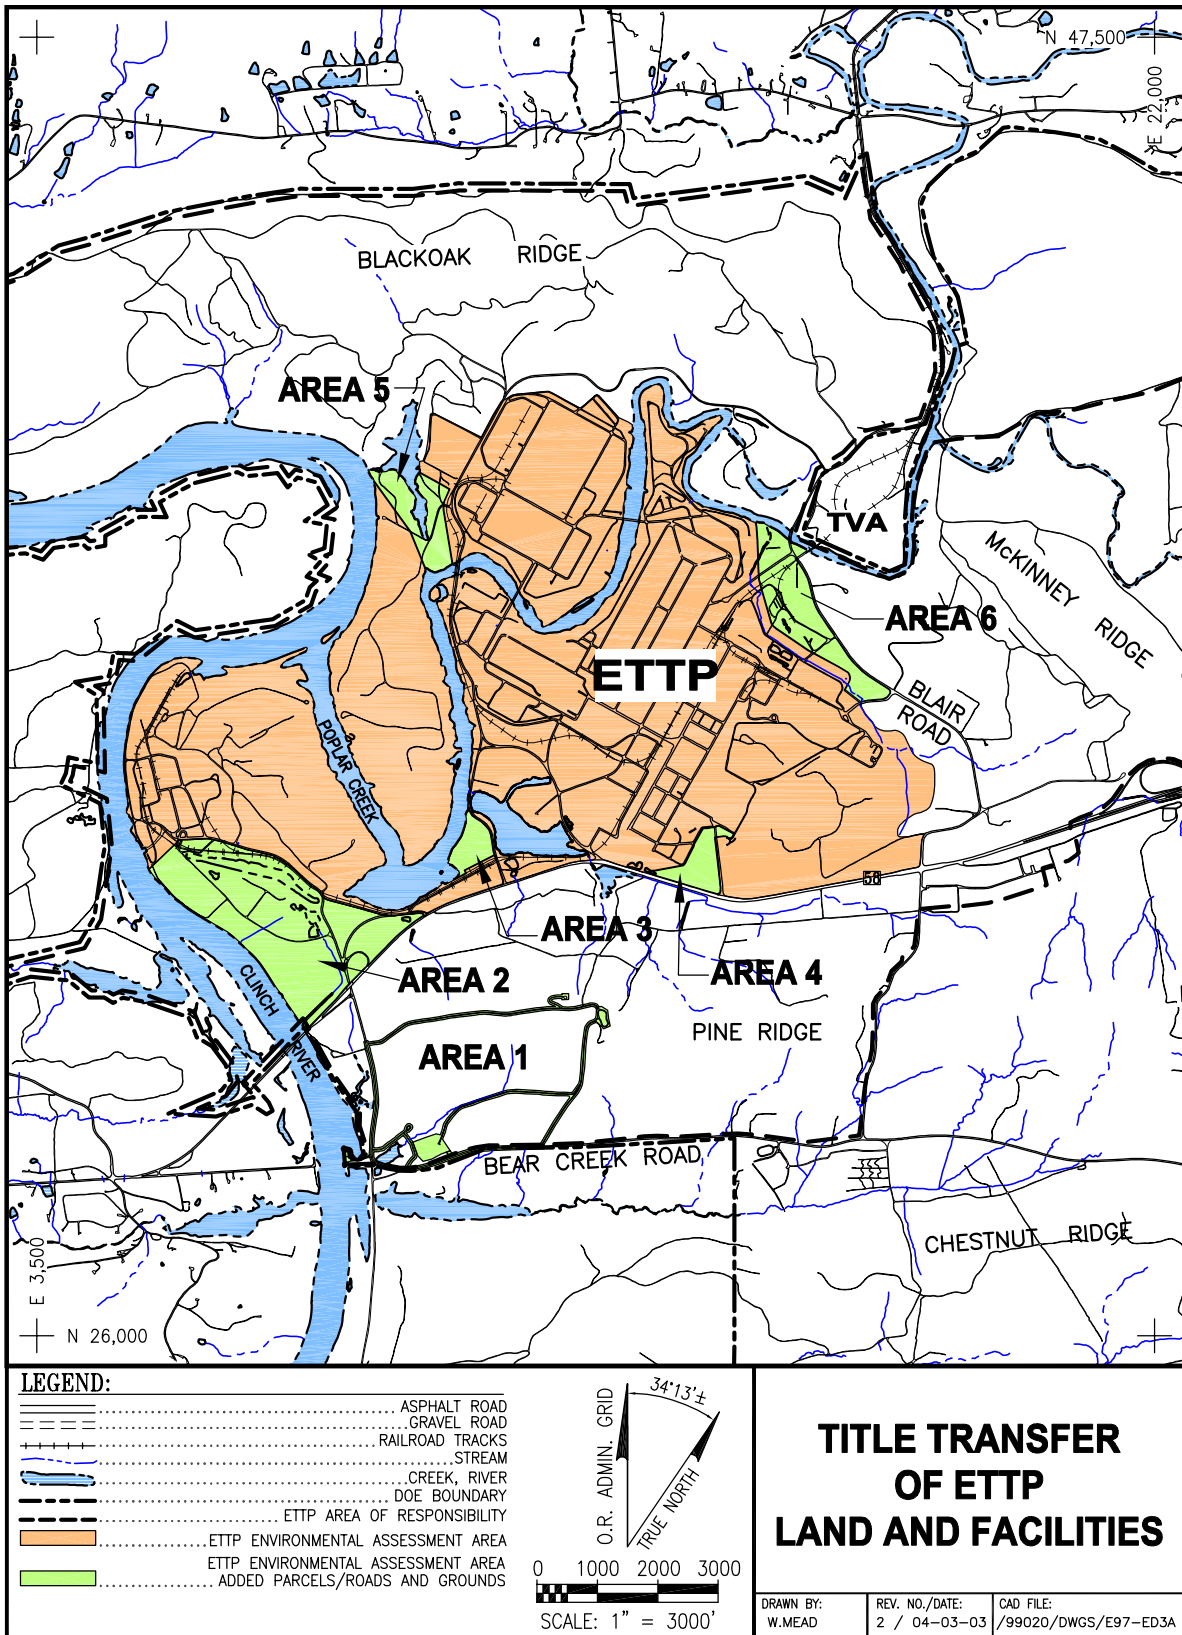 N 47,500
E 22,000
BLACKOAK RIDGE
AREA 5
TVA
McKINNEY RIDGE
AREA 6
ETTP
BLAIR ROAD
POPLAR CREEK
58
AREA 3
AREA 4
AREA 2
CLINCH RIVER
PINE RIDGE
AREA 1
BEAR CREEK ROAD
CHESTNUT RIDGE
E 3,500
N 26,000
LEGEND:
ASPHALT ROAD
GRAVEL ROAD
RAILROAD TRACKS
STREAM
CREEK, RIVER
DOE BOUNDARY
ETTP AREA OF RESPONSIBILITY
ETTP ENVIRONMENTAL ASSESSMENT AREA
ETTP ENVIRONMENTAL ASSESSMENT AREA
ADDED PARCELS/ROADS AND GROUNDS
O.R. ADMIN. GRID
34°13'±
TRUE NORTH
0 1000 2000 3000
SCALE: 1" = 3000'
TITLE TRANSFER
OF ETTP
LAND AND FACILITIES
DRAWN BY:
W.MEAD
REV. NO./DATE:
2 / 04-03-03
CAD FILE:
/99020/DWGS/E97-ED3A